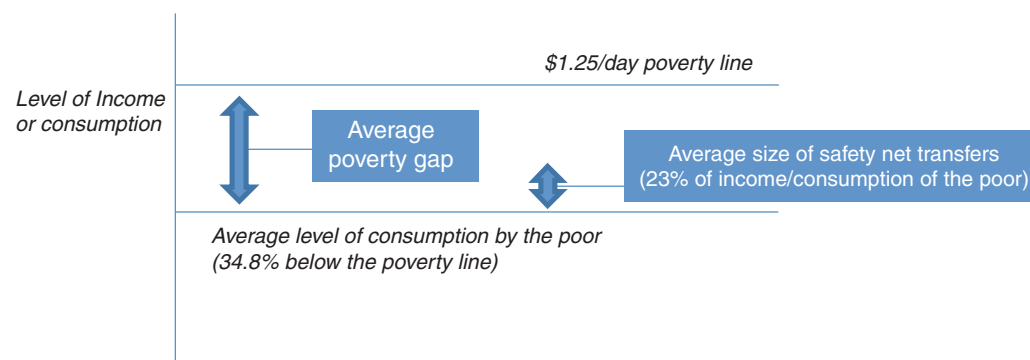 $1.25/day poverty line
Level of Income
or consumption
Average
poverty gap
Average size of safety net transfers
(23% of income/consumption of the poor)
Average level of consumption by the poor
(34.8% below the poverty line)